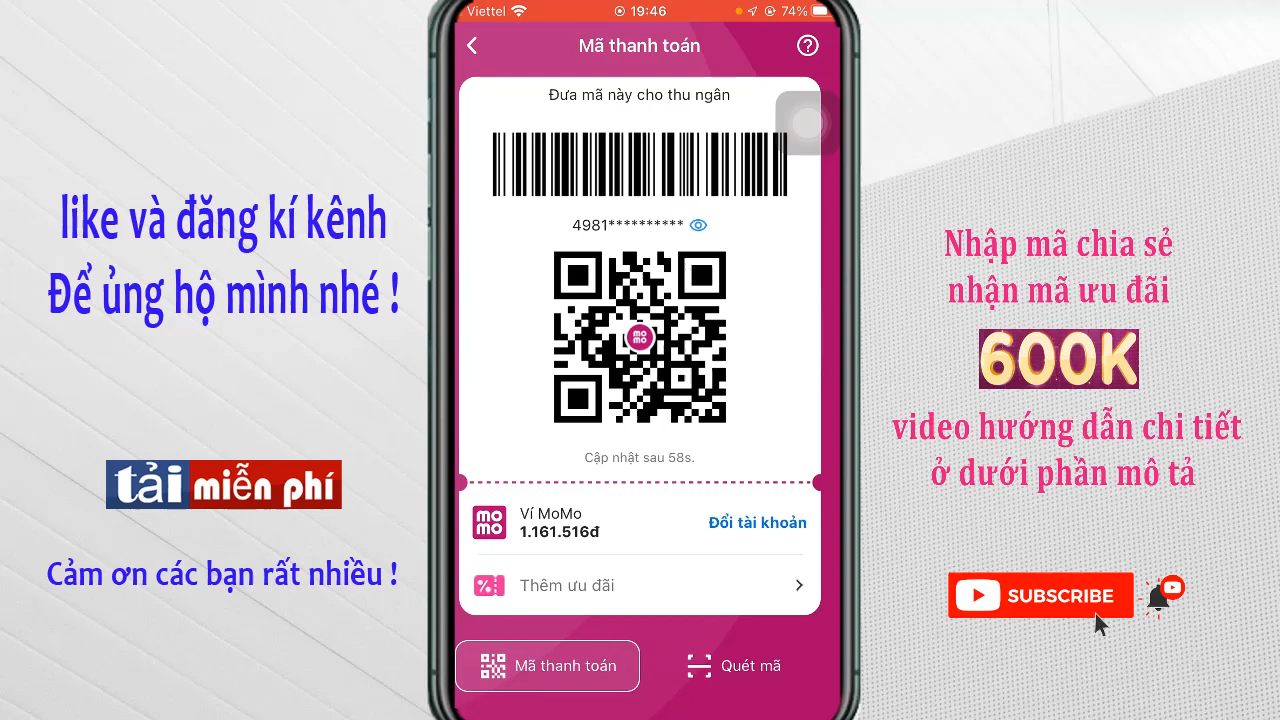 Viettel 19:46 74%
Mã thanh toán
Đưa mã này cho thu ngân
4981**********
MO
MO
Cập nhật sau 58s.
MO
MO
Ví MoMo
1.161.516đ
Đổi tài khoản
Thêm ưu đãi
Mã thanh toán
Quét mã
like và đăng kí kênh
Để ủng hộ mình nhé !
tải miễn phí
Cảm ơn các bạn rất nhiều !
Nhập mã chia sẻ
nhận mã ưu đãi
600K
video hướng dẫn chi tiết
ở dưới phần mô tả
SUBSCRIBE